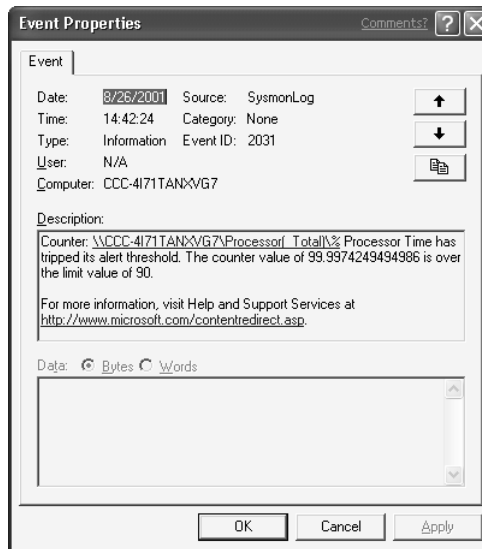 Event Properties
Comments?
Event
Date: 8/26/2001 Source: SysmonLog
Time: 14:42:24 Category: None
Type: Information Event ID: 2031
User: N/A
Computer: CCC-4I71TANXVG7
Description:
Counter: \\CCC-4I71TANXVG7\Processor(_Total)\% Processor Time has
tripped its alert threshold. The counter value of 99.9974249494986 is over
the limit value of 90.
For more information, visit Help and Support Services at
http://www.microsoft.com/contentredirect.asp.
Data: Bytes Words
OK Cancel Apply